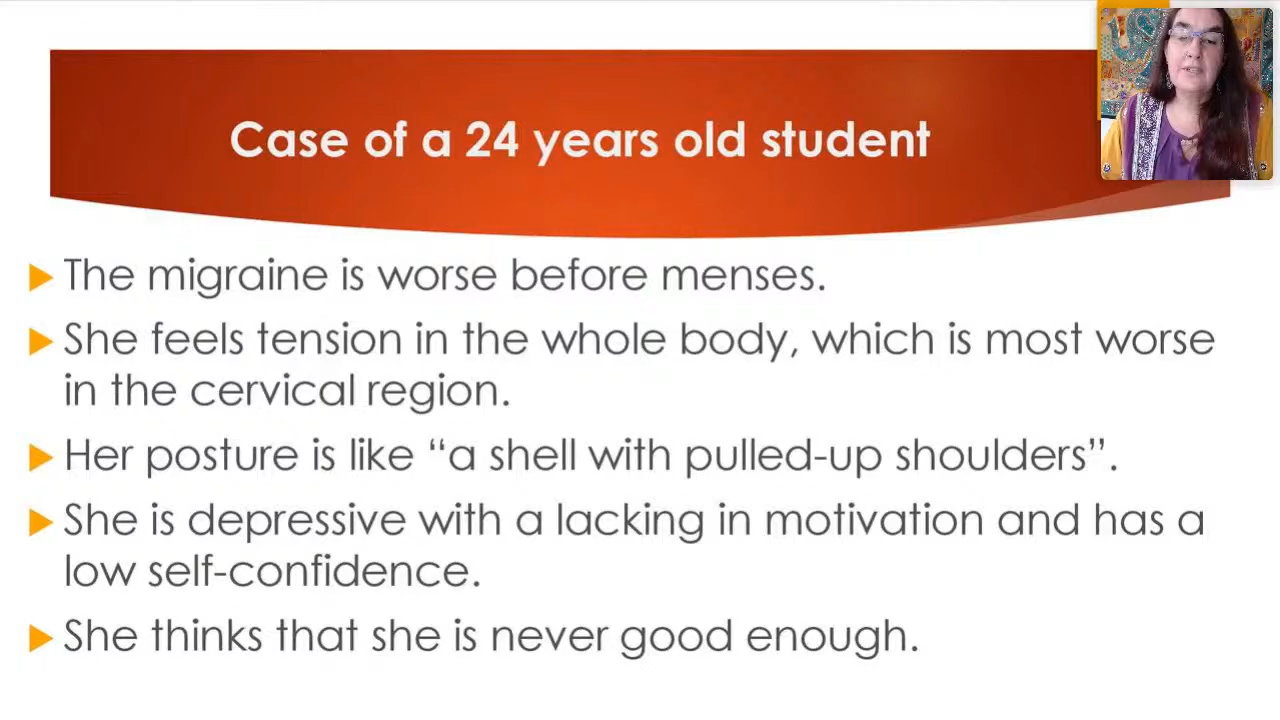 Case of a 24 years old student
The migraine is worse before menses.
She feels tension in the whole body, which is most worse
in the cervical region.
Her posture is like “a shell with pulled-up shoulders”.
She is depressive with a lacking in motivation and has a
low self-confidence.
She thinks that she is never good enough.